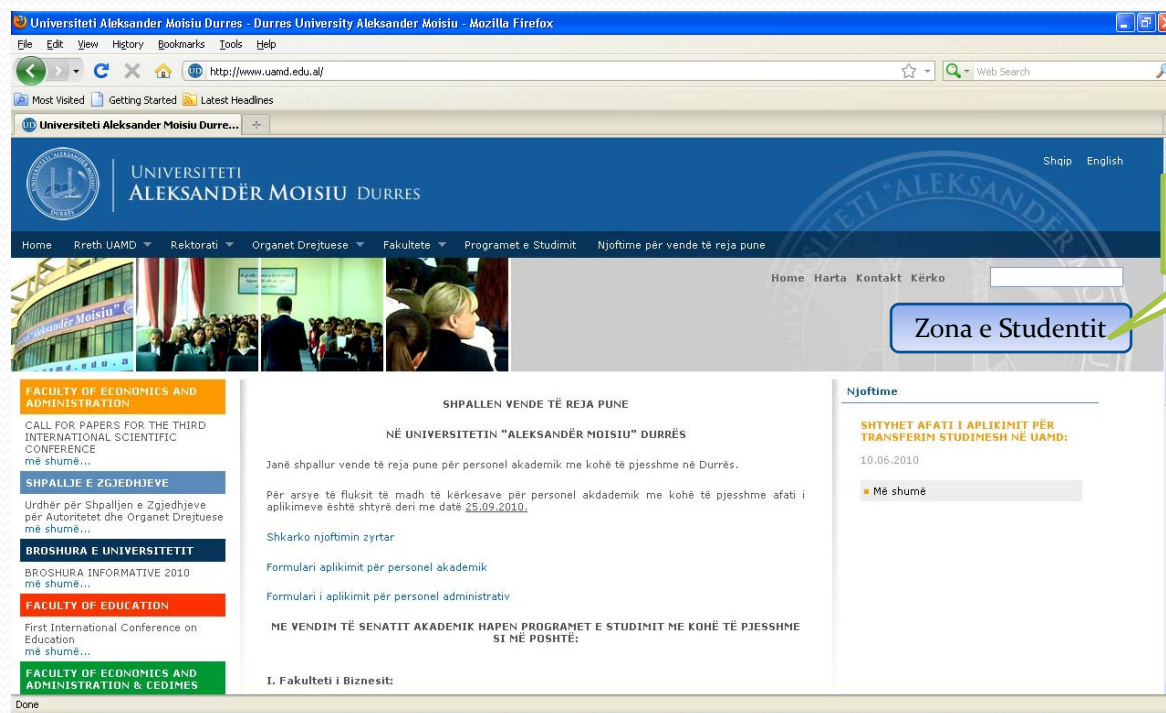 Universiteti Aleksander Moisiu Durres - Durres University Aleksander Moisiu - Mozilla Firefox
File Edit View History Bookmarks Tools Help
http://www.uamd.edu.al/
Web Search
Most Visited Getting Started Latest Headlines
UD Universiteti Aleksander Moisiu Durre...
UNIVERSITETI
ALEKSANDËR MOISIU DURRES
Shqip English
Home Rreth UAMD Rektorati Organet Drejtuese Fakultete Programet e Studimit Njoftime për vende të reja pune
Home Harta Kontakt Kërko
Zona e Studentit
FACULTY OF ECONOMICS AND
ADMINISTRATION
CALL FOR PAPERS FOR THE THIRD
INTERNATIONAL SCIENTIFIC
CONFERENCE
më shumë...
SHPALLJE E ZGJEDHJEVE
Urdhër për Shpalljen e Zgjedhjeve
për Autoritetet dhe Organet Drejtuese
më shumë...
BROSHURA E UNIVERSITETIT
BROSHURA INFORMATIVE 2010
më shumë...
FACULTY OF EDUCATION
First International Conference on
Education
më shumë...
FACULTY OF ECONOMICS AND
ADMINISTRATION & CEDIMES
SHPALLEN VENDE TË REJA PUNE
NË UNIVERSITETIN "ALEKSANDËR MOISIU" DURRËS
Janë shpallur vende të reja pune për personel akademik me kohë të pjesshme në Durrës.
Për arsye të fluksit të madh të kërkesave për personel akdademik me kohë të pjesshme afati i
aplikimeve është shtyrë deri me datë 25.09.2010.
Shkarko njoftimin zyrtar
Formulari aplikimit për personel akademik
Formulari i aplikimit për personel administrativ
ME VENDIM TË SENATIT AKADEMIK HAPEN PROGRAMET E STUDIMIT ME KOHË TË PJESSHME
SI MË POSHTË:
I. Fakulteti i Biznesit:
Njoftime
SHTYHET AFATI I APLIKIMIT PËR
TRANSFERIM STUDIMESH NË UAMD:
10.06.2010
Më shumë
Done